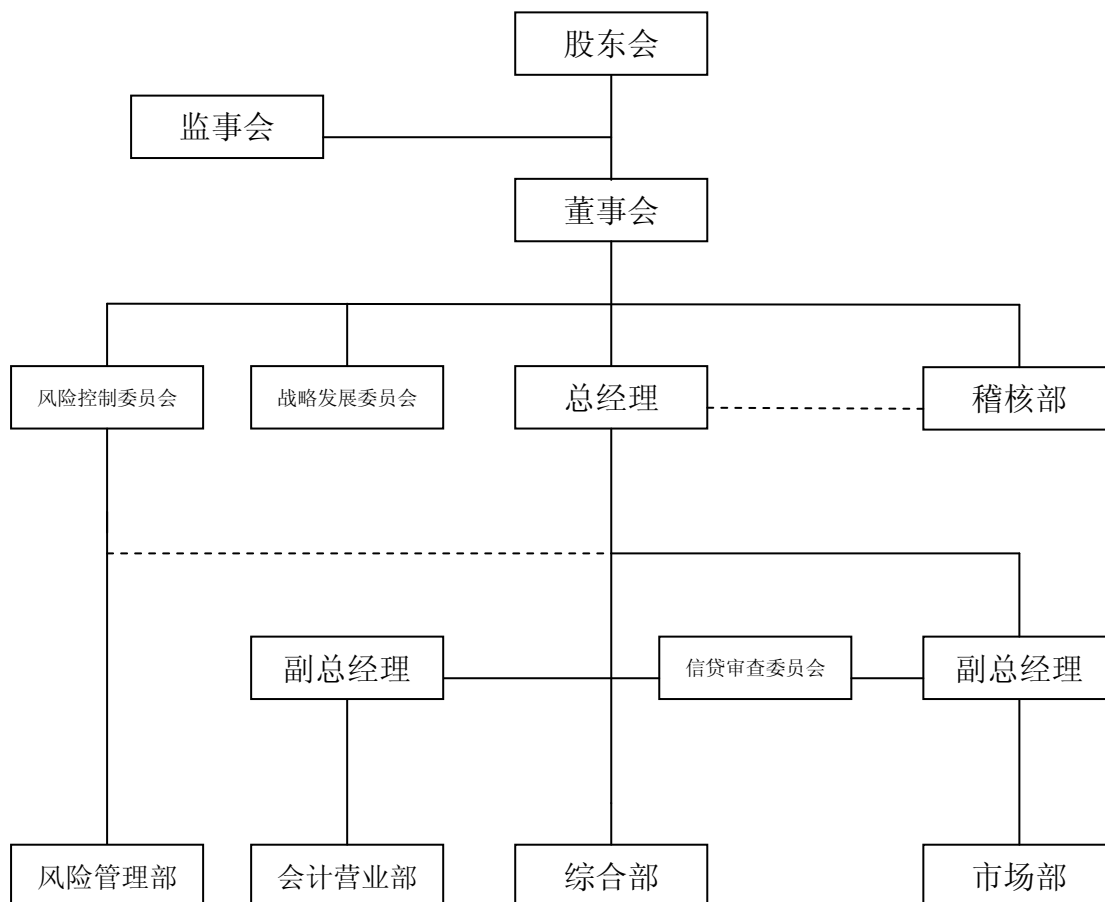 股东会
监事会
董事会
风险控制委员会
战略发展委员会
总经理
稽核部
副总经理
信贷审查委员会
副总经理
风险管理部
会计营业部
综合部
市场部